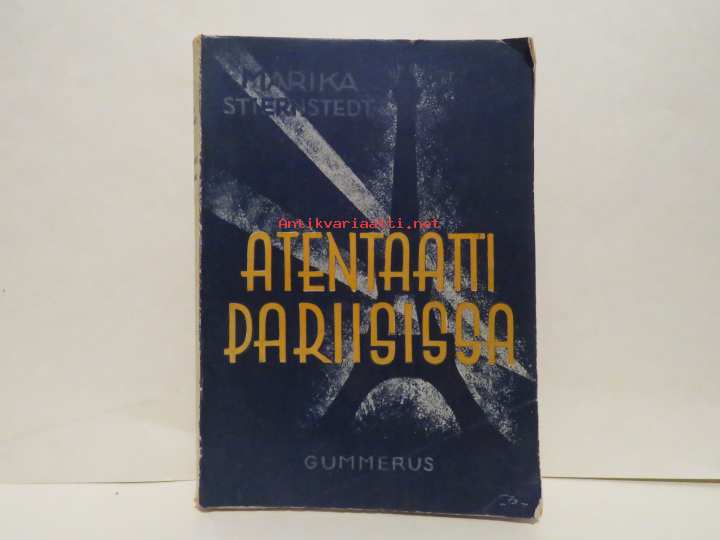 MARIKA
STIERNSTEDT
Antikvariaatti.net
ATENTAATTI
PARIISISSA
GUMMERUS